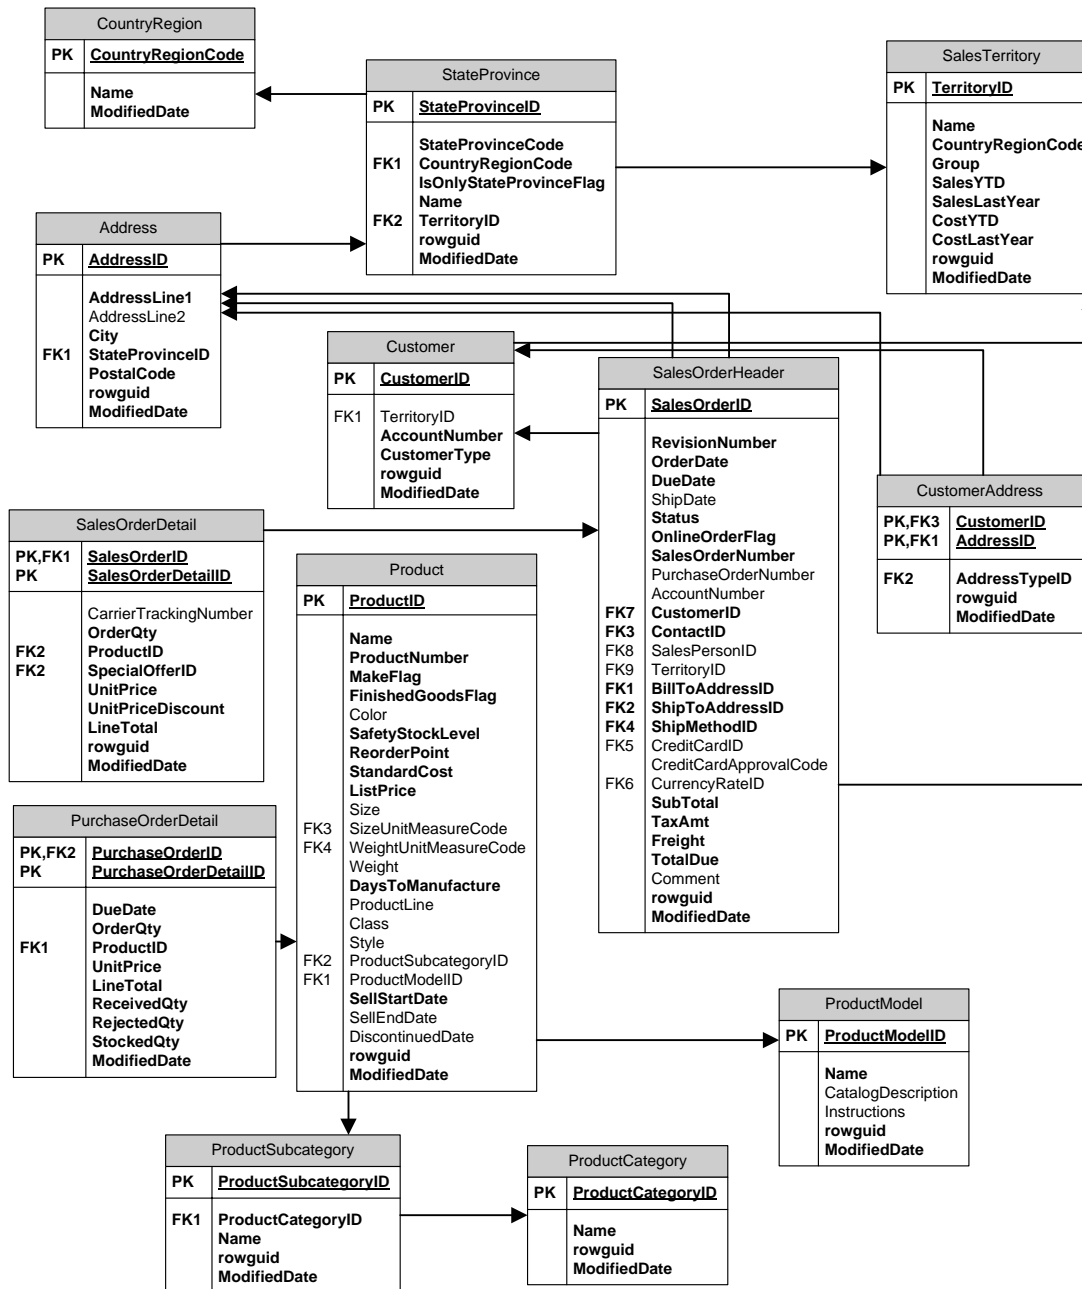 CountryRegion
PK CountryRegionCode
Name
ModifiedDate
StateProvince
PK StateProvinceID
StateProvinceCode
FK1 CountryRegionCode
IsOnlyStateProvinceFlag
Name
FK2 TerritoryID
rowguid
ModifiedDate
SalesTerritory
PK TerritoryID
Name
CountryRegionCode
Group
SalesYTD
SalesLastYear
CostYTD
CostLastYear
rowguid
ModifiedDate
Address
PK AddressID
AddressLine1
AddressLine2
City
FK1 StateProvinceID
PostalCode
rowguid
ModifiedDate
Customer
PK CustomerID
FK1 TerritoryID
AccountNumber
CustomerType
rowguid
ModifiedDate
SalesOrderHeader
PK SalesOrderID
RevisionNumber
OrderDate
DueDate
ShipDate
Status
OnlineOrderFlag
SalesOrderNumber
PurchaseOrderNumber
AccountNumber
FK7 CustomerID
FK3 ContactID
FK8 SalesPersonID
FK9 TerritoryID
FK1 BillToAddressID
FK2 ShipToAddressID
FK4 ShipMethodID
FK5 CreditCardID
CreditCardApprovalCode
FK6 CurrencyRateID
SubTotal
TaxAmt
Freight
TotalDue
Comment
rowguid
ModifiedDate
CustomerAddress
PK,FK3 CustomerID
PK,FK1 AddressID
FK2 AddressTypeID
rowguid
ModifiedDate
SalesOrderDetail
PK,FK1 SalesOrderID
PK SalesOrderDetailID
CarrierTrackingNumber
OrderQty
FK2 ProductID
FK2 SpecialOfferID
UnitPrice
UnitPriceDiscount
LineTotal
rowguid
ModifiedDate
Product
PK ProductID
Name
ProductNumber
MakeFlag
FinishedGoodsFlag
Color
SafetyStockLevel
ReorderPoint
StandardCost
ListPrice
Size
FK3 SizeUnitMeasureCode
FK4 WeightUnitMeasureCode
Weight
DaysToManufacture
ProductLine
Class
Style
FK2 ProductSubcategoryID
FK1 ProductModelID
SellStartDate
SellEndDate
DiscontinuedDate
rowguid
ModifiedDate
PurchaseOrderDetail
PK,FK2 PurchaseOrderID
PK PurchaseOrderDetailID
DueDate
OrderQty
FK1 ProductID
UnitPrice
LineTotal
ReceivedQty
RejectedQty
StockedQty
ModifiedDate
ProductModel
PK ProductModelID
Name
CatalogDescription
Instructions
rowguid
ModifiedDate
ProductSubcategory
PK ProductSubcategoryID
FK1 ProductCategoryID
Name
rowguid
ModifiedDate
ProductCategory
PK ProductCategoryID
Name
rowguid
ModifiedDate